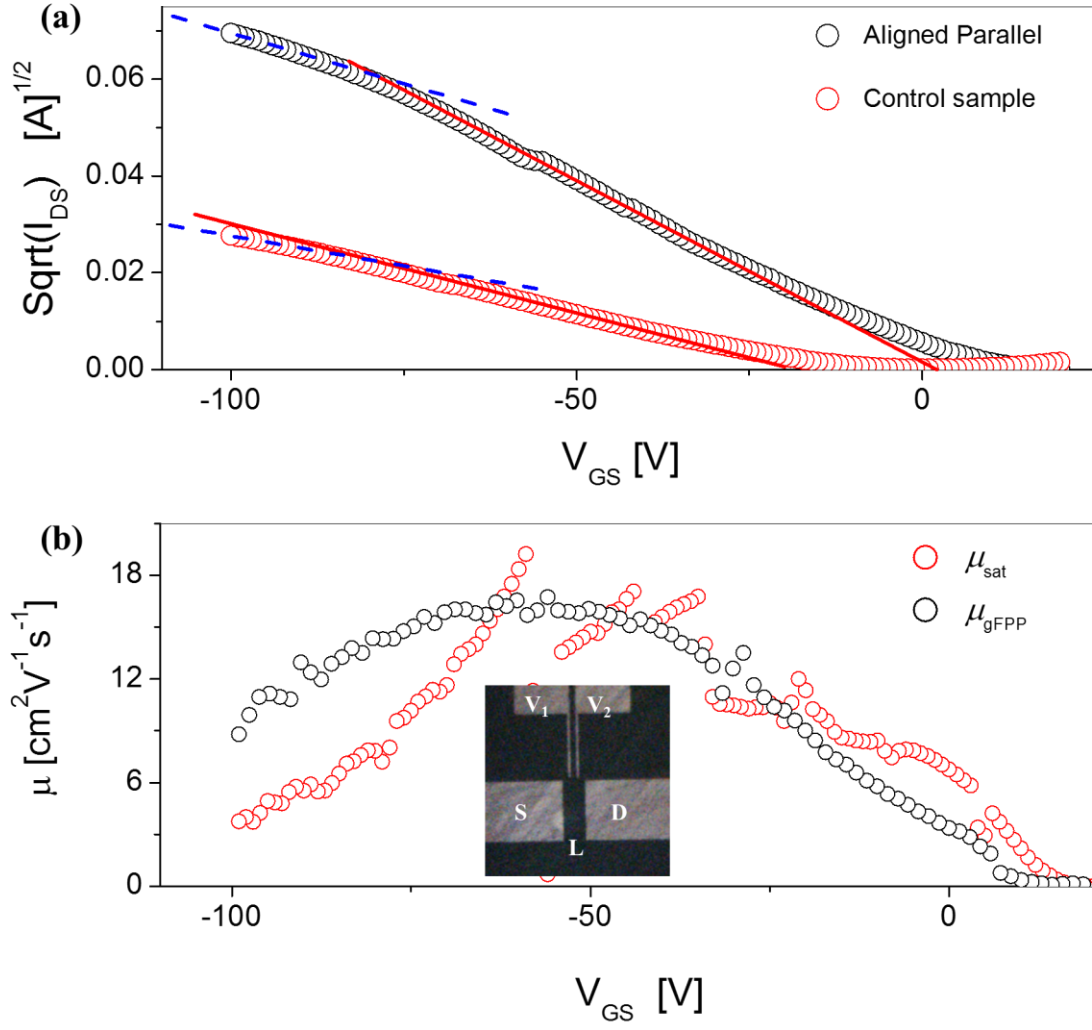 (a)
Aligned Parallel
Control sample
Sqrt(I_DS) [A]^1/2
0.06
0.04
0.02
0.00
-100
-50
0
V_GS [V]
(b)
μ_sat
μ_gFPP
μ [cm^2V^-1s^-1]
18
12
6
0
V_1
V_2
S
D
L
-100
-50
0
V_GS [V]